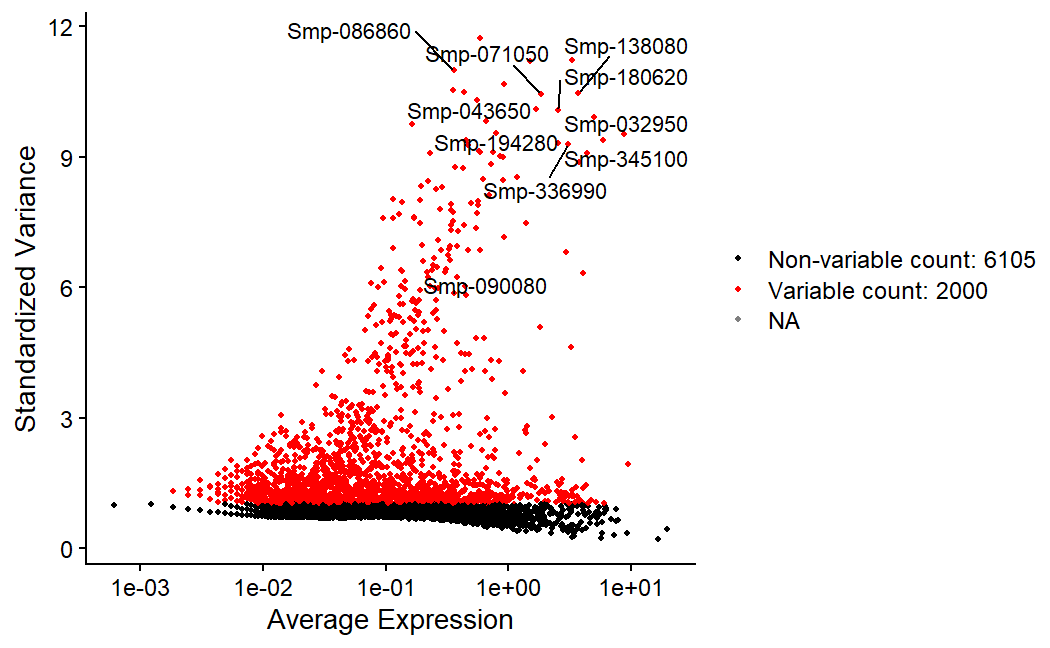 12
9
6
3
0
Standardized Variance
Smp-086860
Smp-071050
Smp-138080
Smp-180620
Smp-043650
Smp-032950
Smp-194280
Smp-345100
Smp-336990
Smp-090080
1e-03 1e-02 1e-01 1e+00 1e+01
Average Expression
Non-variable count: 6105
Variable count: 2000
NA